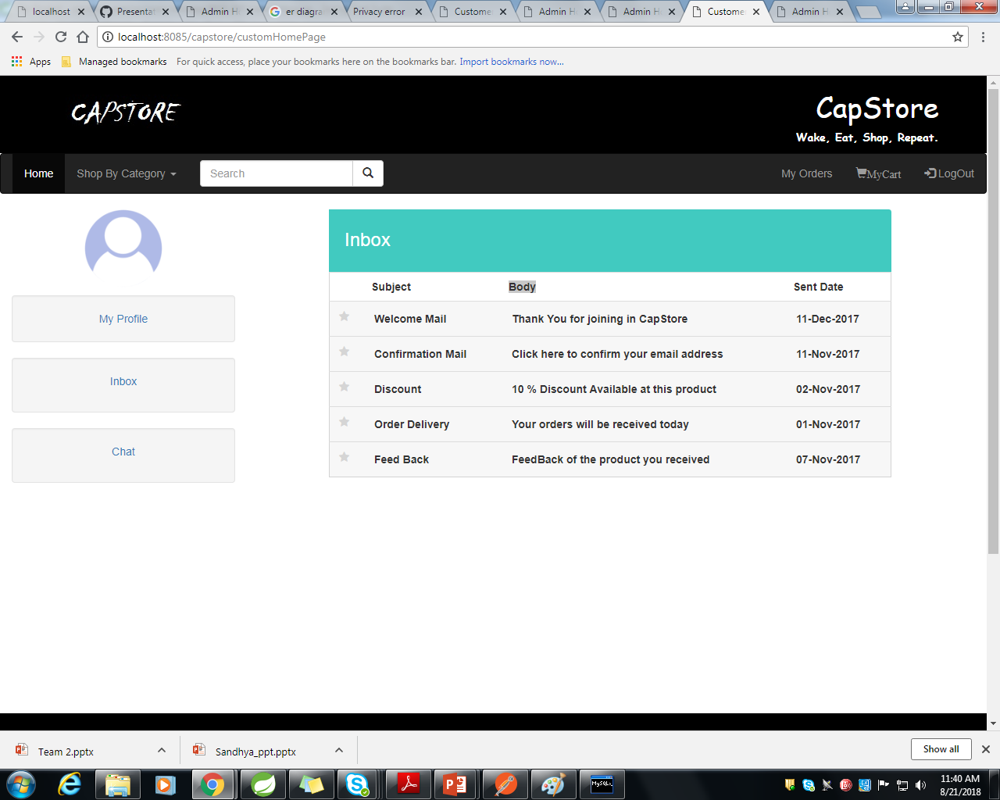 localhost Presenta Admin H er diagra Privacy error Custome Admin H Admin H Custome Admin H
localhost:8085/capstore/customHomePage
Apps Managed bookmarks For quick access, place your bookmarks here on the bookmarks bar. Import bookmarks now...
CAPSTORE
CapStore
Wake, Eat, Shop, Repeat.
Home Shop By Category Search My Orders MyCart LogOut
Inbox
Subject Body Sent Date
Welcome Mail Thank You for joining in CapStore 11-Dec-2017
Confirmation Mail Click here to confirm your email address 11-Nov-2017
Discount 10 % Discount Available at this product 02-Nov-2017
Order Delivery Your orders will be received today 01-Nov-2017
Feed Back FeedBack of the product you received 07-Nov-2017
My Profile
Inbox
Chat
Team 2.pptx Sandhya_ppt.pptx Show all
11:40 AM
8/21/2018